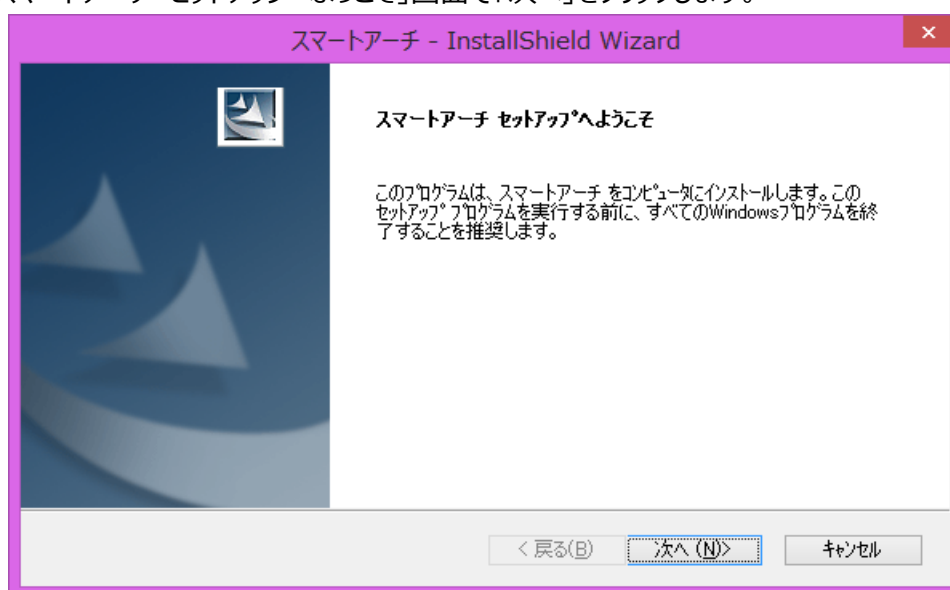 スマートアーチ - InstallShield Wizard
スマートアーチ セットアップへようこそ
このプログラムは、スマートアーチ をコンピュータにインストールします。この
セットアップ プログラムを実行する前に、すべてのWindowsプログラムを終
了することを推奨します。
< 戻る(B)
次へ (N)>
キャンセル